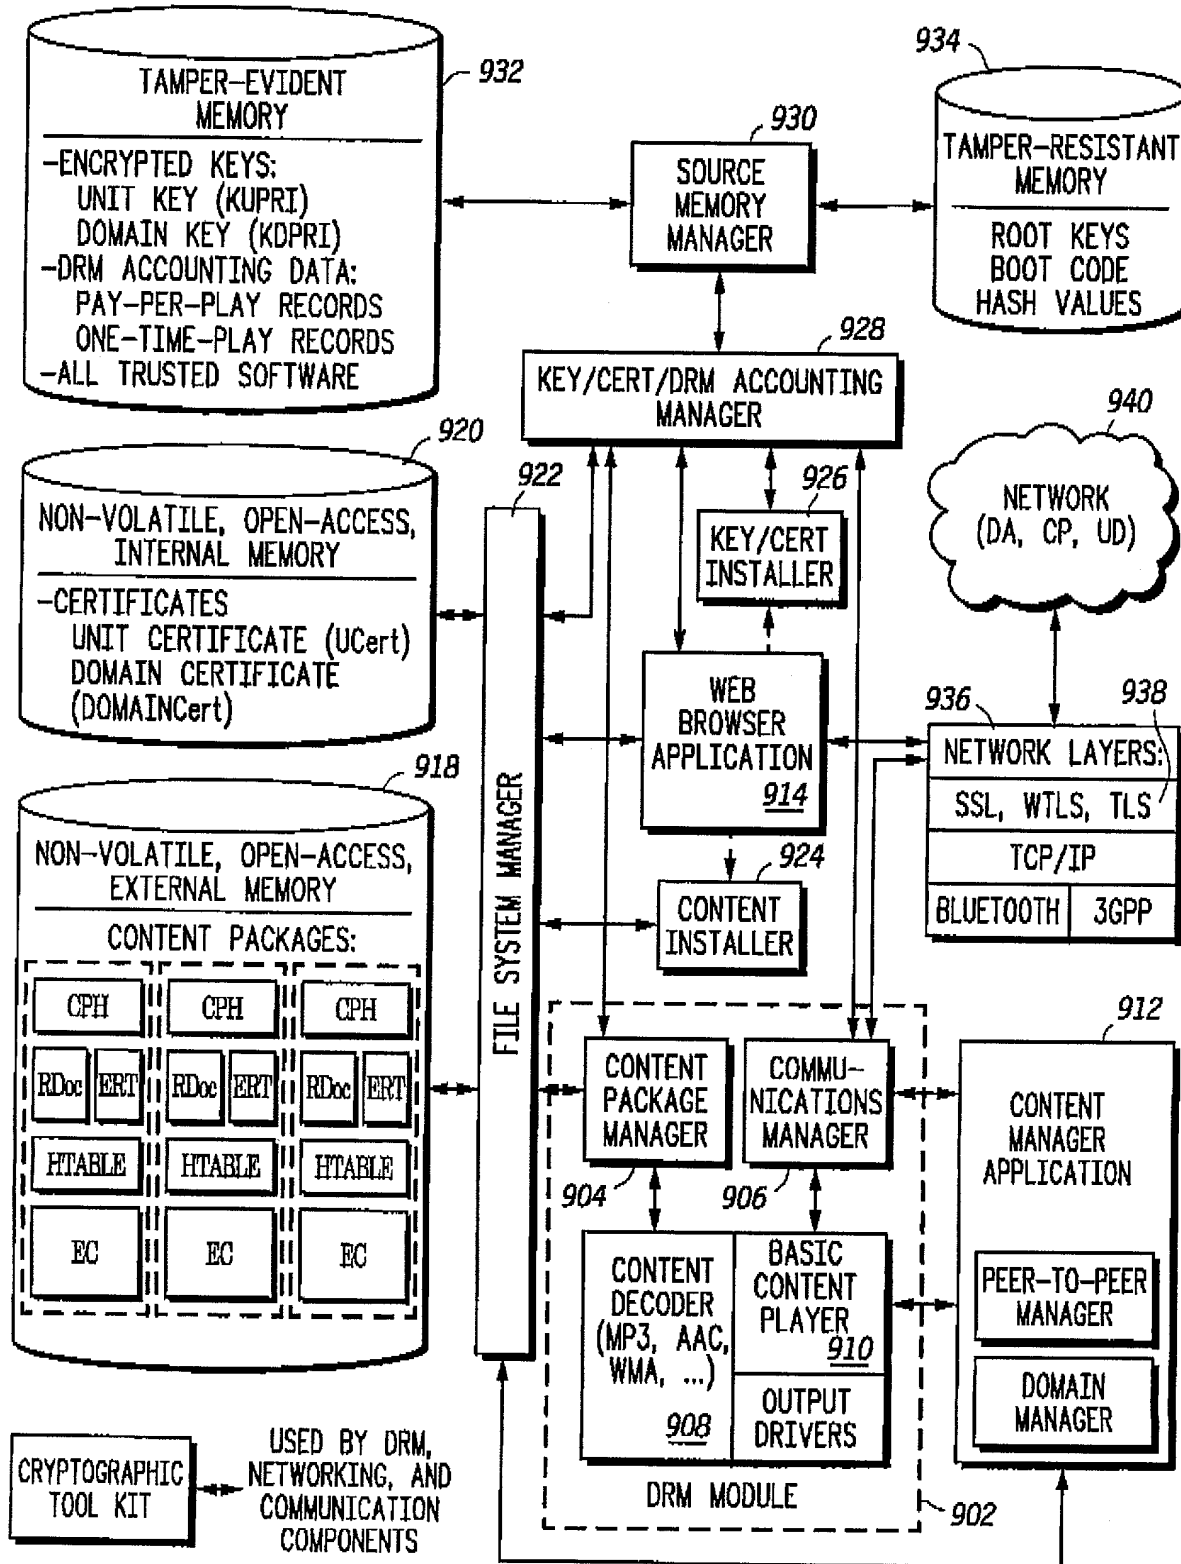 932
TAMPER-EVIDENT
MEMORY
-ENCRYPTED KEYS:
UNIT KEY (KUPRI)
DOMAIN KEY (KDPRI)
-DRM ACCOUNTING DATA:
PAY-PER-PLAY RECORDS
ONE-TIME-PLAY RECORDS
-ALL TRUSTED SOFTWARE
930
SOURCE
MEMORY
MANAGER
934
TAMPER-RESISTANT
MEMORY
ROOT KEYS
BOOT CODE
HASH VALUES
928
KEY/CERT/DRM ACCOUNTING
MANAGER
920
NON-VOLATILE, OPEN-ACCESS,
INTERNAL MEMORY
-CERTIFICATES
UNIT CERTIFICATE (UCert)
DOMAIN CERTIFICATE
(DOMAINCert)
922
FILE SYSTEM MANAGER
926
KEY/CERT
INSTALLER
940
NETWORK
(DA, CP, UD)
WEB
BROWSER
APPLICATION
914
936
938
NETWORK LAYERS:
SSL, WTLS, TLS
TCP/IP
BLUETOOTH
3GPP
924
CONTENT
INSTALLER
918
NON-VOLATILE, OPEN-ACCESS,
EXTERNAL MEMORY
CONTENT PACKAGES:
CPH CPH CPH
RDoc ERT RDoc ERT RDoc ERT
HTABLE HTABLE HTABLE
EC EC EC
CONTENT
PACKAGE
MANAGER
904
COMMU-
NICATIONS
MANAGER
906
CONTENT
DECODER
(MP3, AAC,
WMA, ...)
908
BASIC
CONTENT
PLAYER
910
OUTPUT
DRIVERS
DRM MODULE
902
912
CONTENT
MANAGER
APPLICATION
PEER-TO-PEER
MANAGER
DOMAIN
MANAGER
CRYPTOGRAPHIC
TOOL KIT
USED BY DRM,
NETWORKING, AND
COMMUNICATION
COMPONENTS